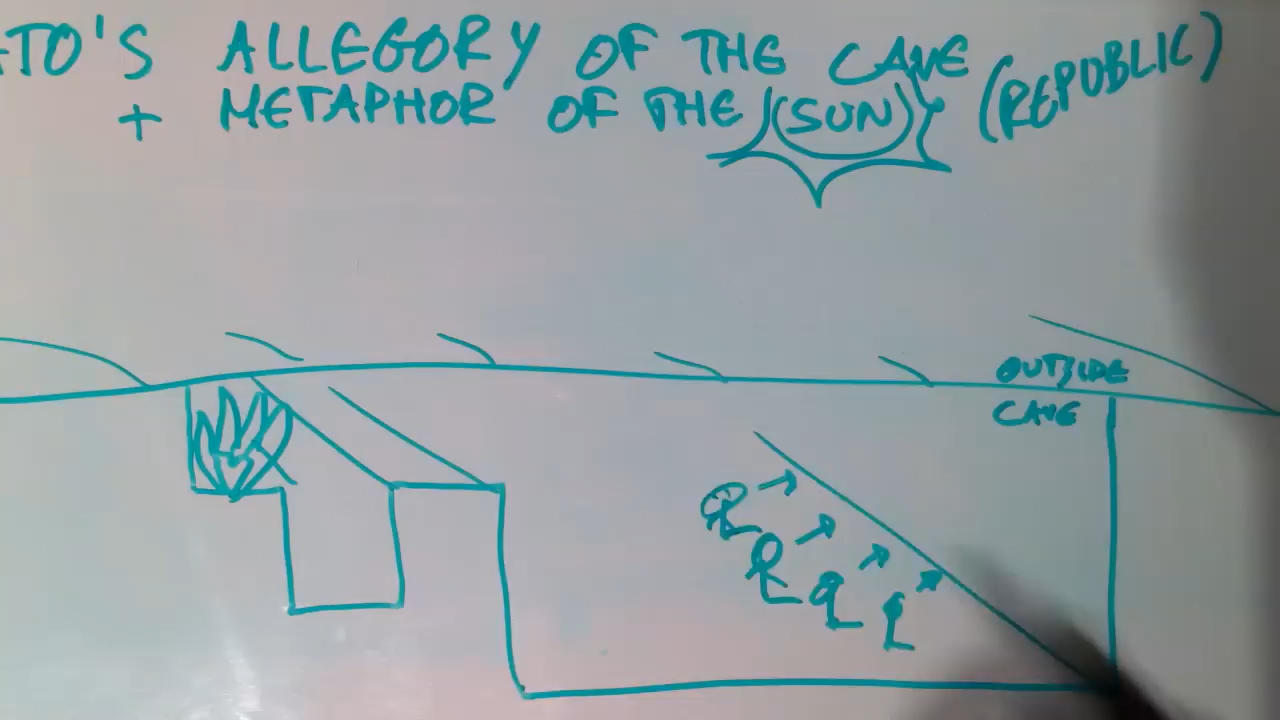 TO'S ALLEGORY OF THE CAVE (REPUBLIC)
+ METAPHOR OF THE (SUN)
OUTSIDE
CAVE